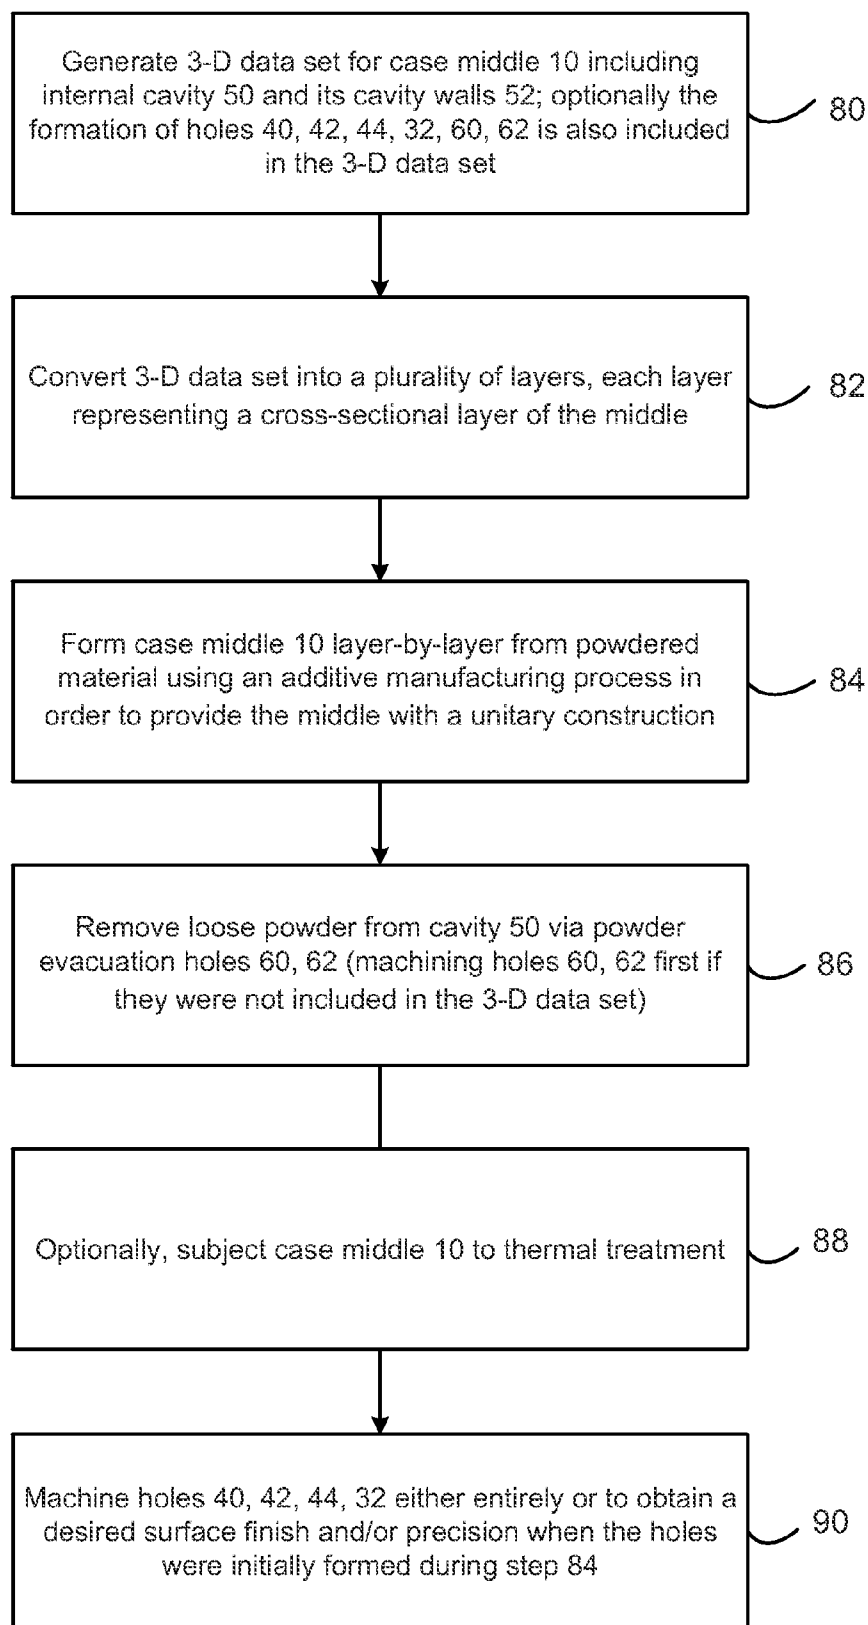 Generate 3-D data set for case middle 10 including
internal cavity 50 and its cavity walls 52; optionally the
formation of holes 40, 42, 44, 32, 60, 62 is also included
in the 3-D data set
80
Convert 3-D data set into a plurality of layers, each layer
representing a cross-sectional layer of the middle
82
Form case middle 10 layer-by-layer from powdered
material using an additive manufacturing process in
order to provide the middle with a unitary construction
84
Remove loose powder from cavity 50 via powder
evacuation holes 60, 62 (machining holes 60, 62 first if
they were not included in the 3-D data set)
86
Optionally, subject case middle 10 to thermal treatment
88
Machine holes 40, 42, 44, 32 either entirely or to obtain a
desired surface finish and/or precision when the holes
were initially formed during step 84
90